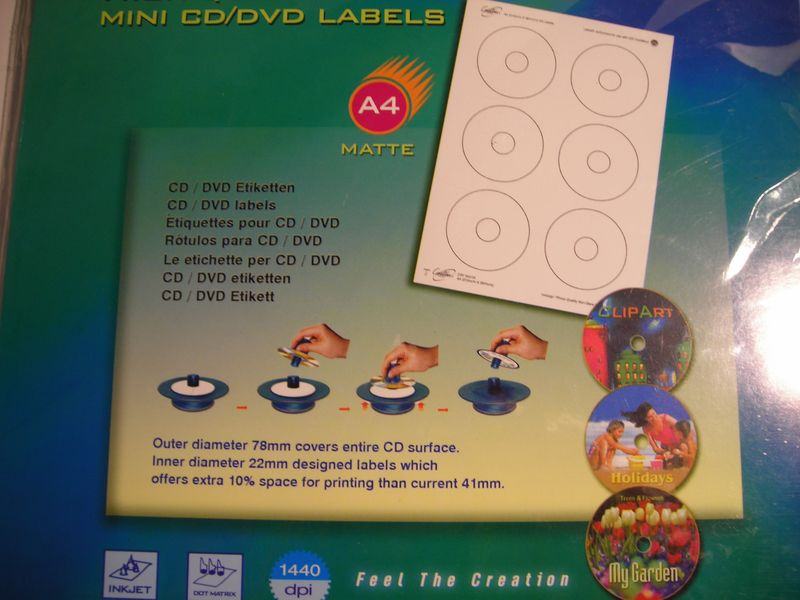 MINI CD/DVD LABELS
A4
MATTE
CD / DVD Etiketten
CD / DVD labels
Étiquettes pour CD / DVD
Rótulos para CD / DVD
Le etichette per CD / DVD
CD / DVD etiketten
CD / DVD Etikett
CLIPART
Outer diameter 78mm covers entire CD surface.
Inner diameter 22mm designed labels which
offers extra 10% space for printing than current 41mm.
Holidays
Trees & Flowers
My Garden
INKJET
DOT MATRIX
1440
dpi
Feel The Creation